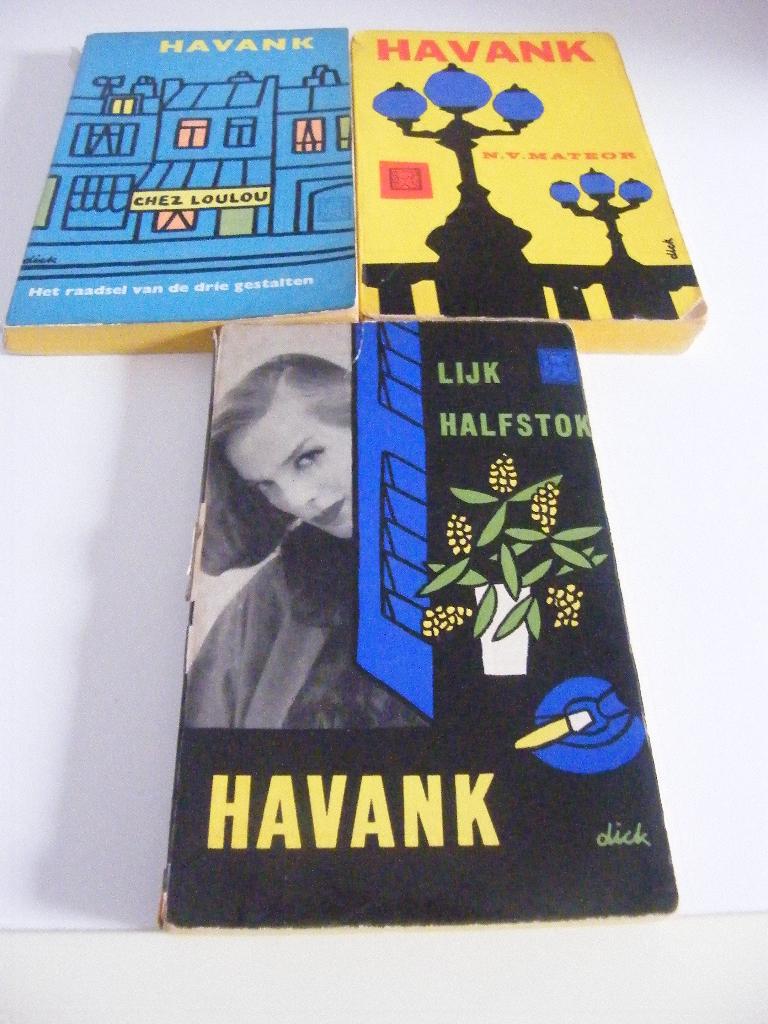 HAVANK
CHEZ LOULOU
dick
Het raadsel van de drie gestalten
HAVANK
N.V. MATEOR
dick
LIJK
HALFSTOK
HAVANK
dick